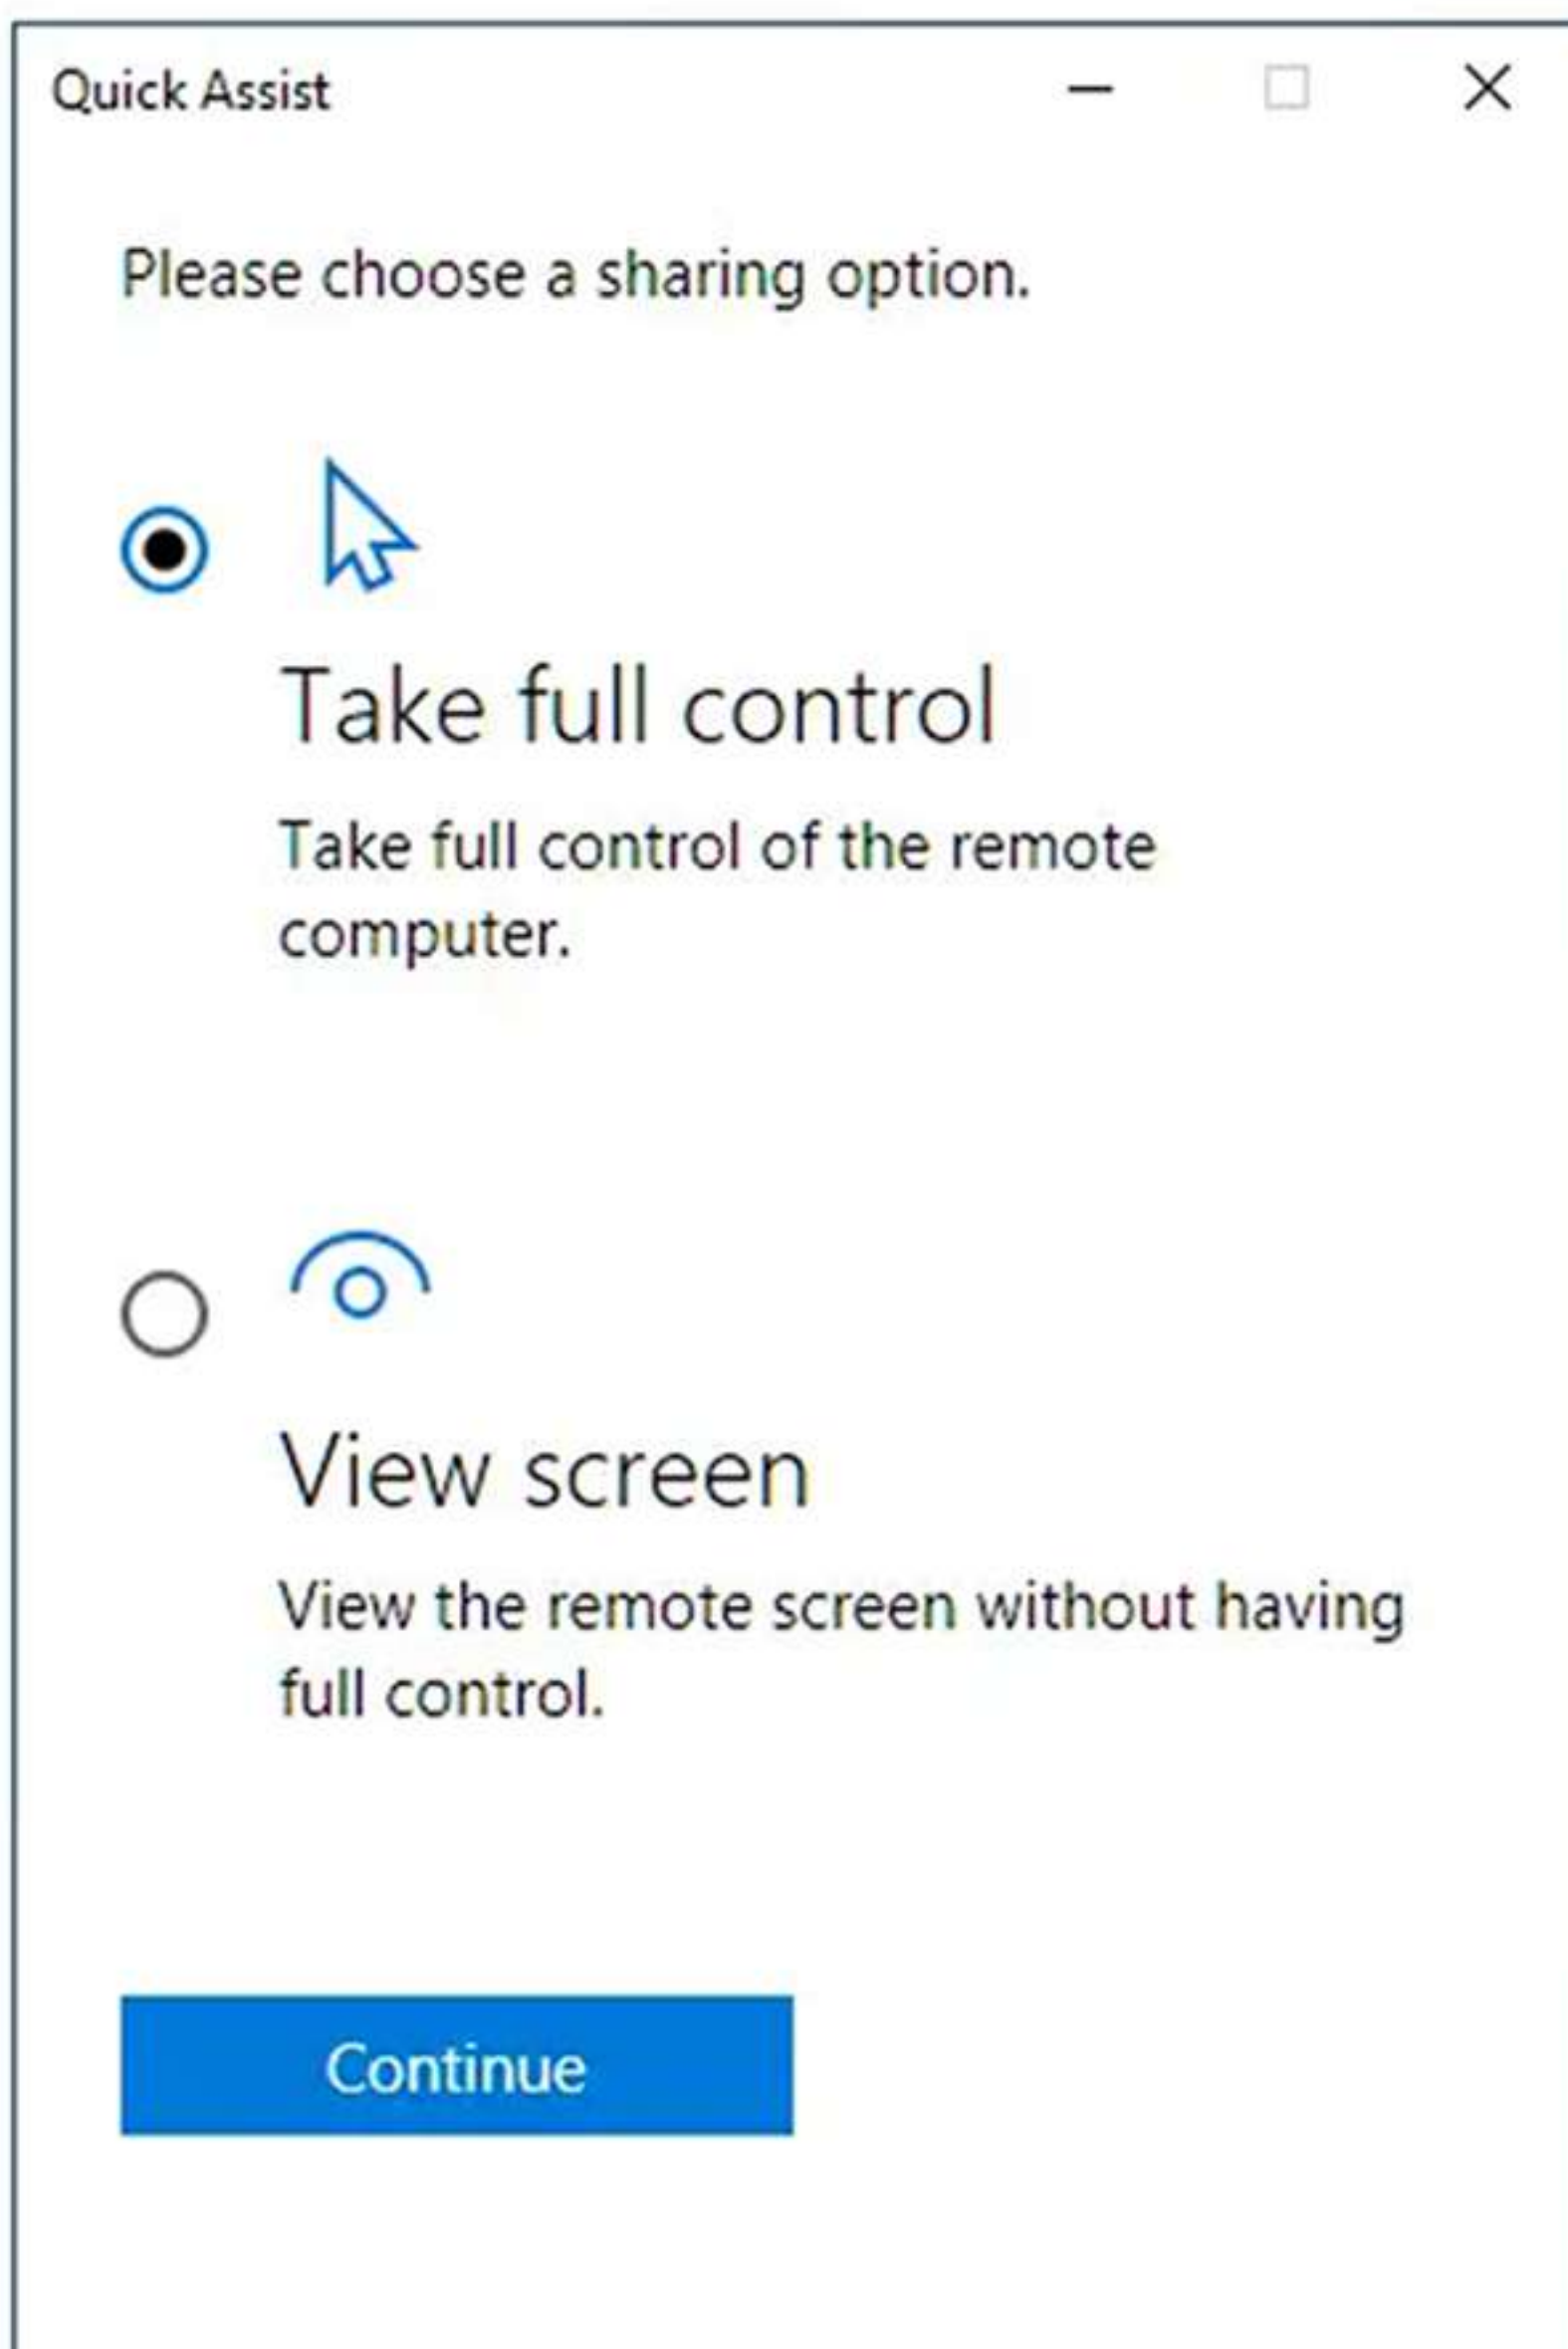 Quick Assist
Please choose a sharing option.
Take full control
Take full control of the remote
computer.
View screen
View the remote screen without having
full control.
Continue